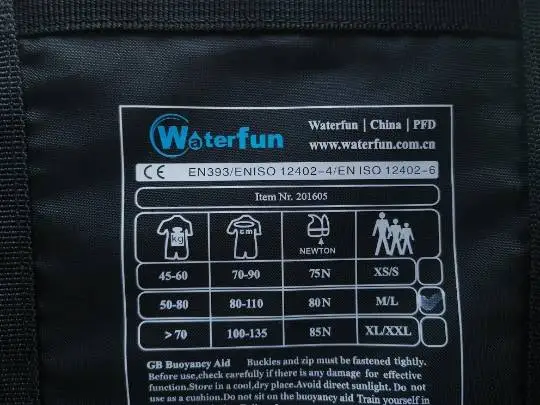 Waterfun
Waterfun | China | PFD
www.waterfun.com.cn
CE EN393/ENISO 12402-4/EN ISO 12402-6
Item Nr. 201605
kg cm NEWTON
45-60 70-90 75N XS/S
50-80 80-110 80N M/L
> 70 100-135 85N XL/XXL
GB Buoyancy Aid Buckles and zip must be fastened tightly.
Before use,check carefully if there is any damage for effective
function.Store in a cool,dry place.Avoid direct sunlight. Do not
use as a cushion.Do not sit on the buoyancy aid Train yourself in